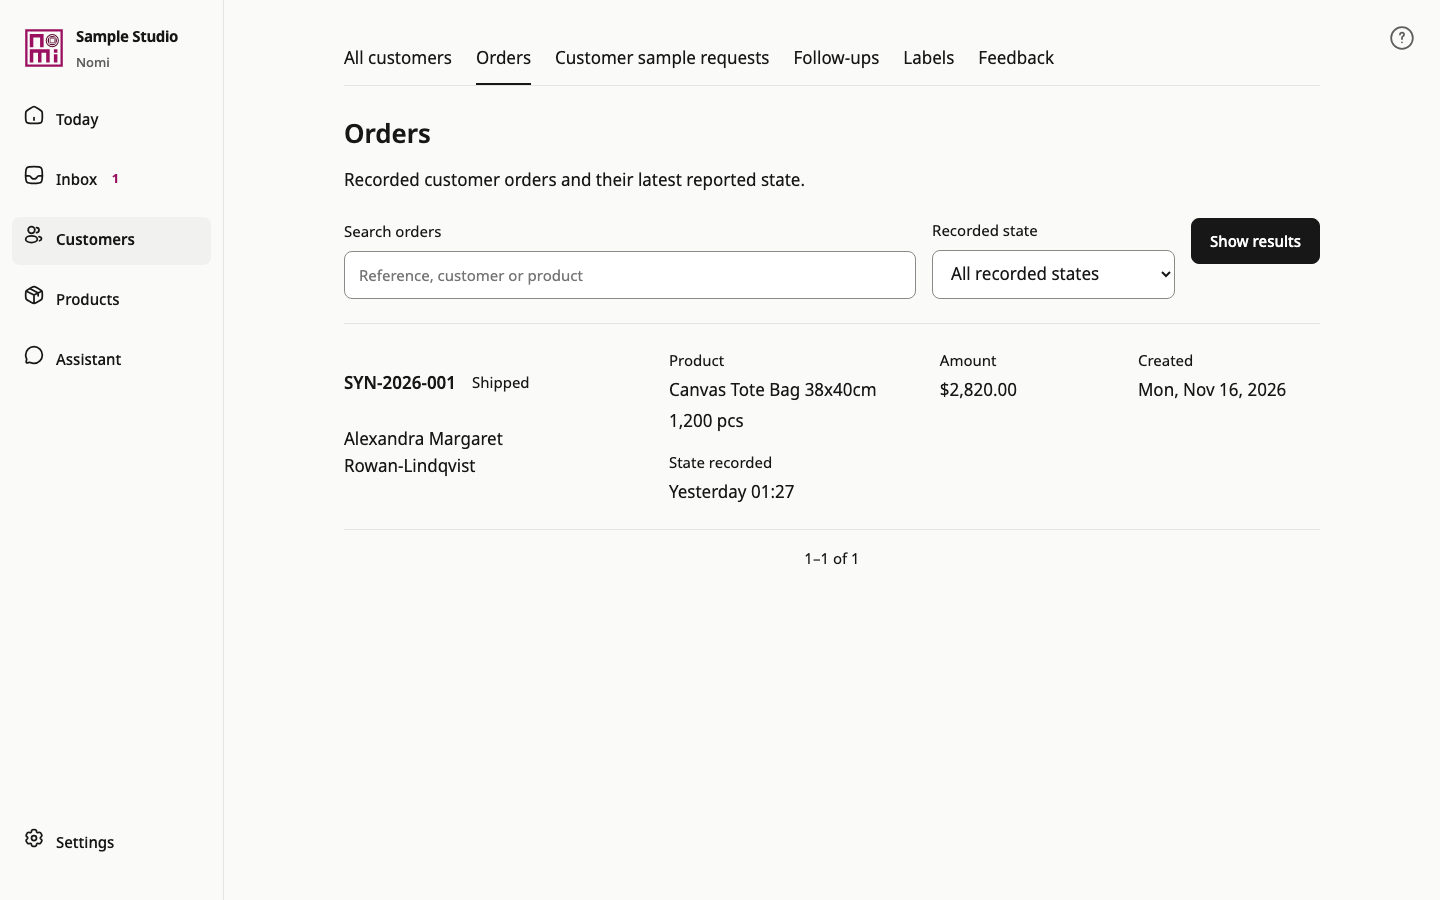 Sample Studio
Nomi
Today
Inbox 1
Customers
Products
Assistant
Settings
All customers Orders Customer sample requests Follow-ups Labels Feedback
Orders
Recorded customer orders and their latest reported state.
Search orders
Reference, customer or product
Recorded state
All recorded states
Show results
SYN-2026-001 Shipped
Alexandra Margaret
Rowan-Lindqvist
Product
Canvas Tote Bag 38x40cm
1,200 pcs
State recorded
Yesterday 01:27
Amount
$2,820.00
Created
Mon, Nov 16, 2026
1–1 of 1